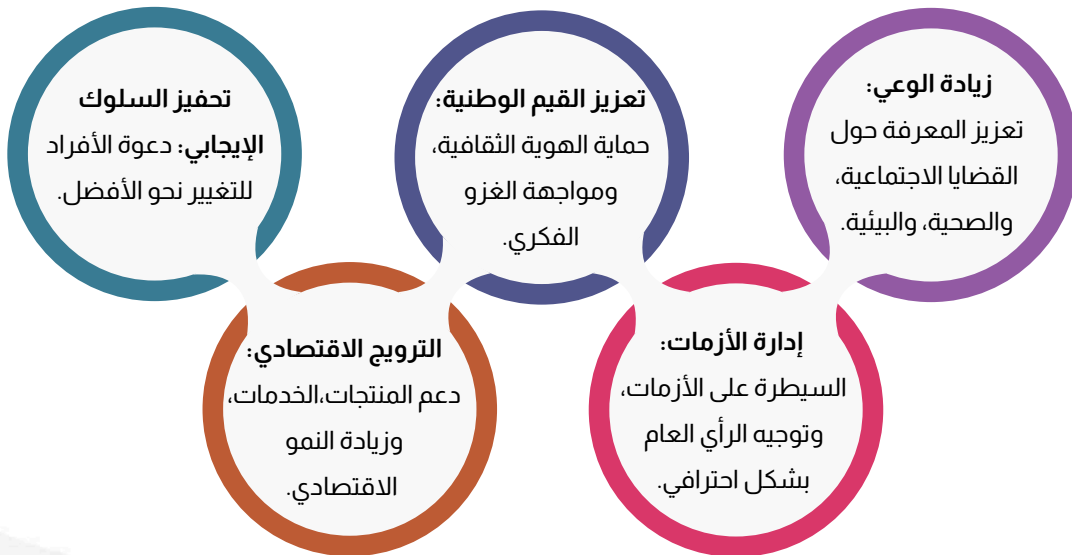 زيادة الوعي:
تعزيز المعرفة حول
القضايا الاجتماعية،
والصحية، والبيئية.
إدارة الأزمات:
السيطرة على الأزمات،
وتوجيه الرأي العام
بشكل احترافي.
تعزيز القيم الوطنية:
حماية الهوية الثقافية،
ومواجهة الغزو
الفكري.
الترويج الاقتصادي:
دعم المنتجات،الخدمات،
وزيادة النمو
الاقتصادي.
تحفيز السلوك
الإيجابي: دعوة الأفراد
للتغيير نحو الأفضل.